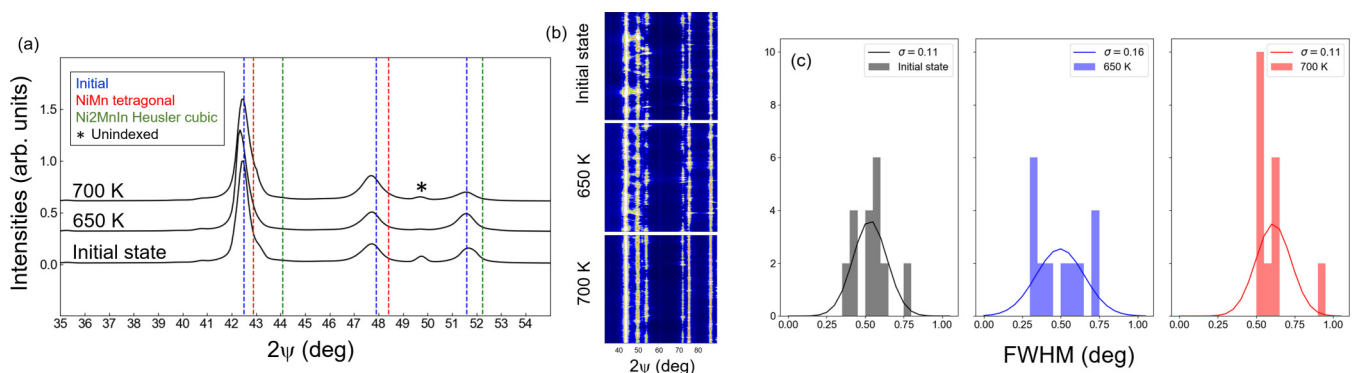 (a)
Initial
NiMn tetragonal
Ni2MnIn Heusler cubic
* Unindexed
Intensities (arb. units)
1.5
1.0
0.5
0.0
700 K
650 K
Initial state
*
35 36 37 38 39 40 41 42 43 44 45 46 47 48 49 50 51 52 53 54
2ψ (deg)
(b)
Initial state
650 K
700 K
40 50 60 70 80
2ψ (deg)
(c)
10
8
6
4
2
0
σ = 0.11
Initial state
0.00 0.25 0.50 0.75 1.00
σ = 0.16
650 K
0.00 0.25 0.50 0.75 1.00
σ = 0.11
700 K
0.00 0.25 0.50 0.75 1.00
FWHM (deg)